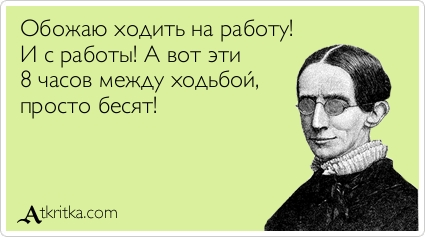 Обожаю ходить на работу!
И с работы! А вот эти
8 часов между ходьбой,
просто бесят!
Atkritka.com